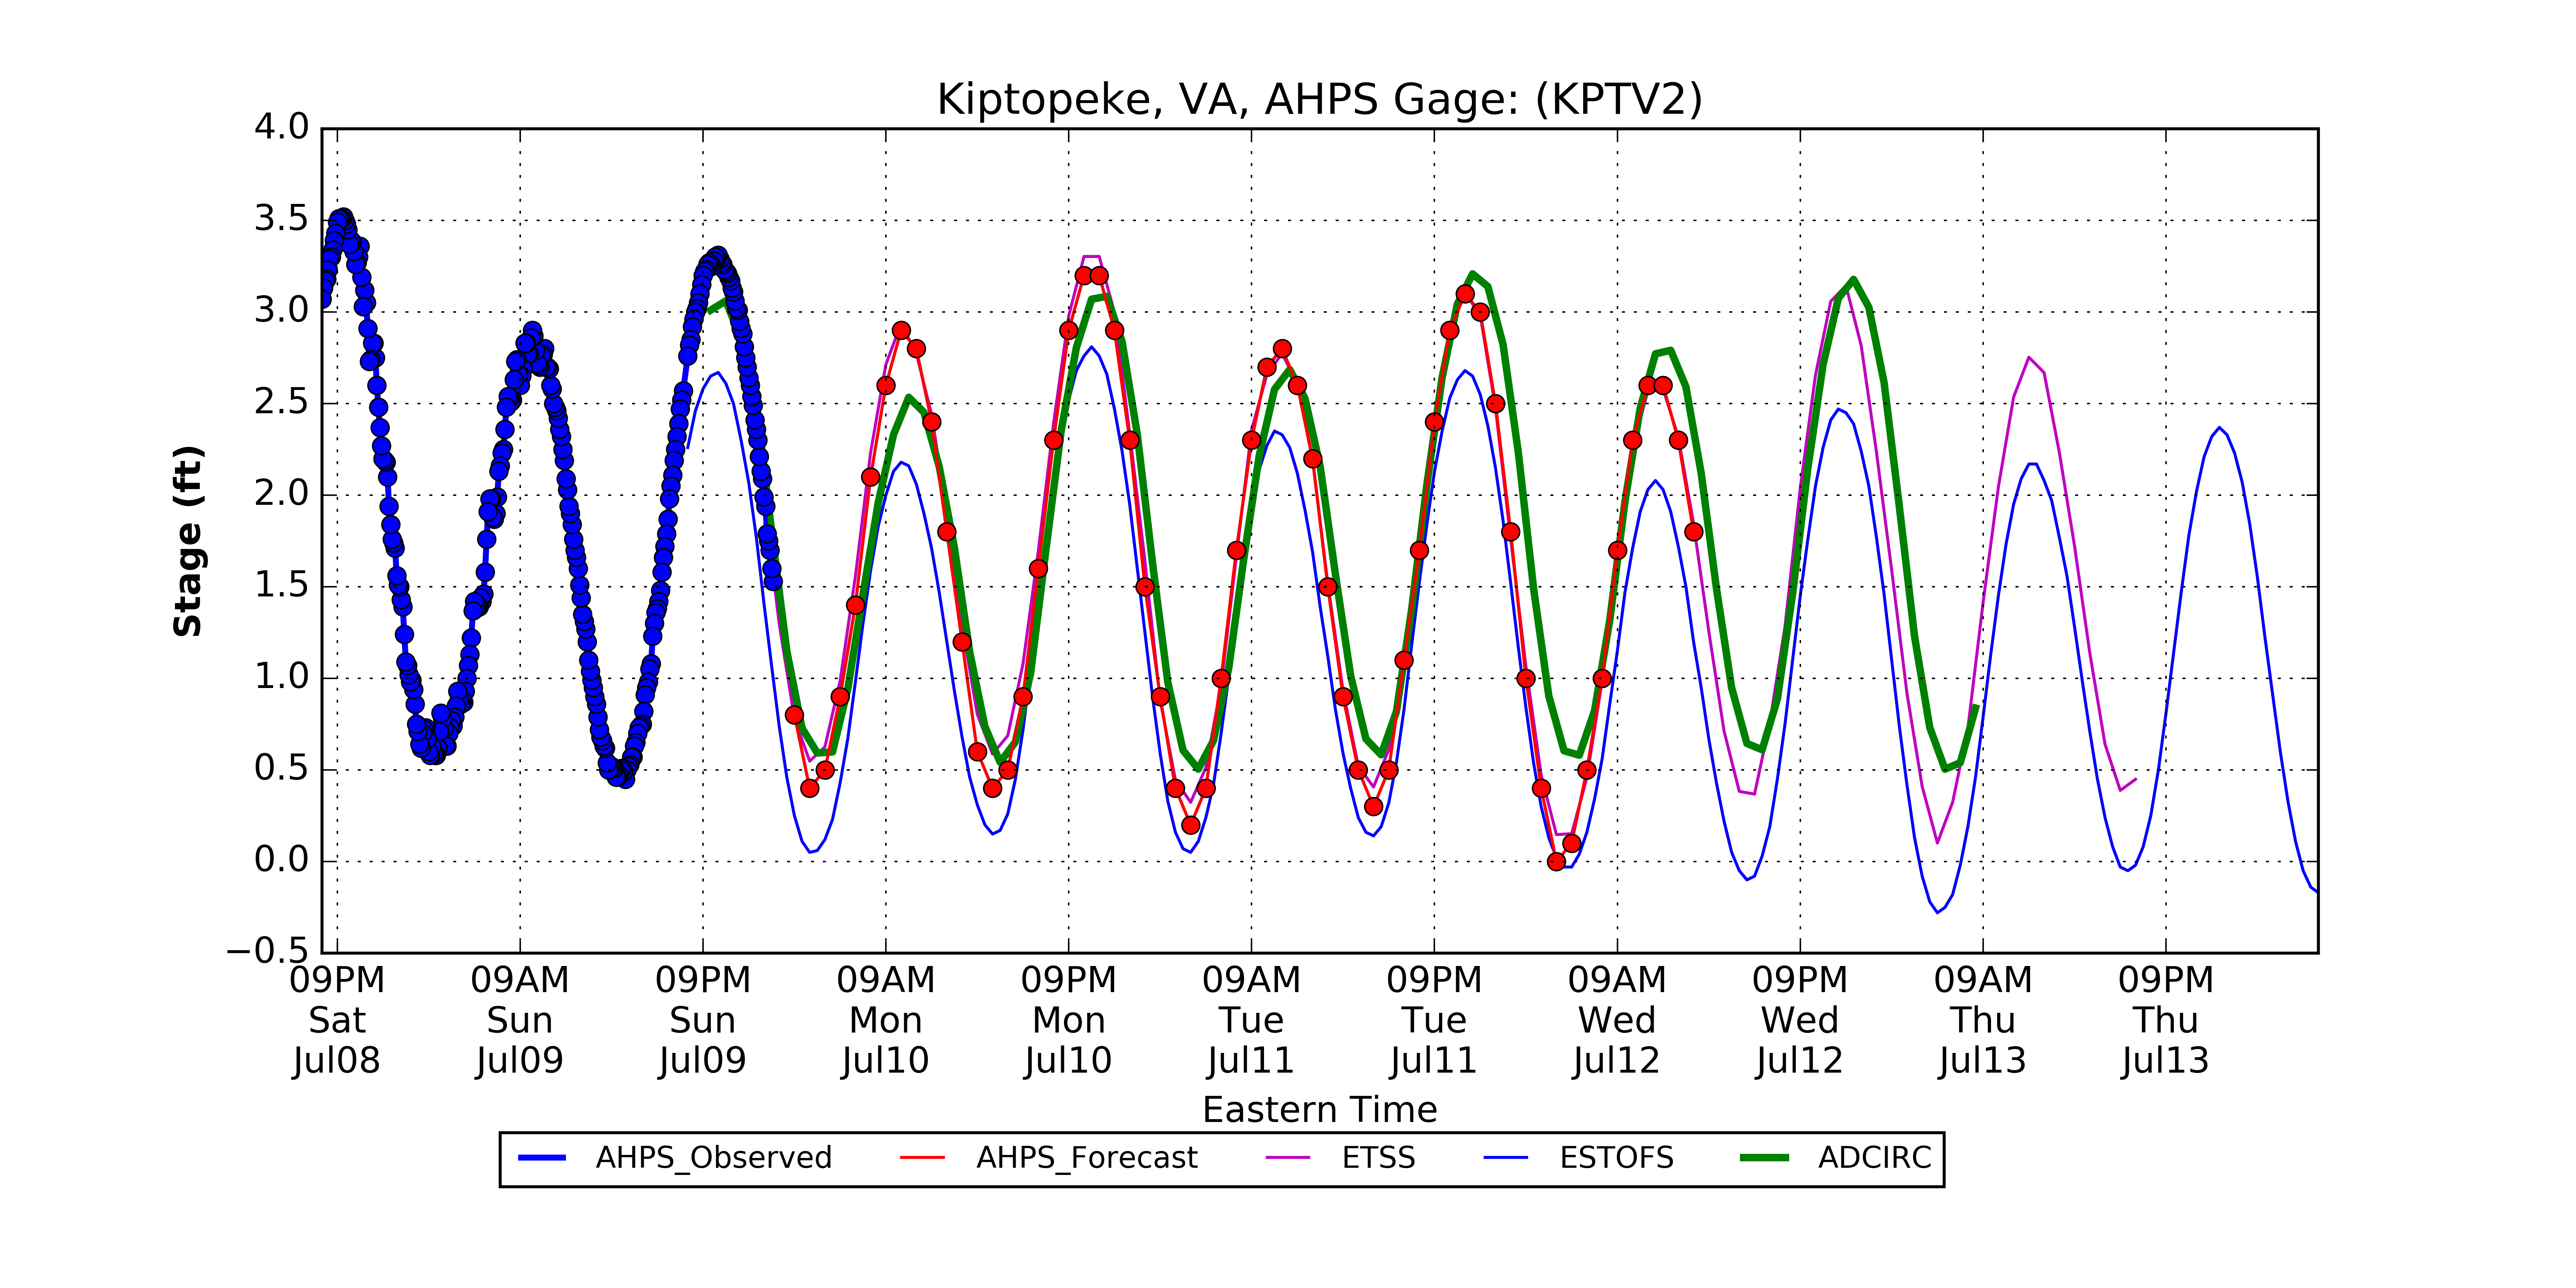 Kiptopeke, VA, AHPS Gage: (KPTV2)
4.0
3.5
3.0
2.5
2.0
1.5
1.0
0.5
0.0
−0.5
Stage (ft)
09PM 09AM 09PM 09AM 09PM 09AM 09PM 09AM 09PM 09AM 09PM
Sat Sun Sun Mon Mon Tue Tue Wed Wed Thu Thu
Jul08 Jul09 Jul09 Jul10 Jul10 Jul11 Jul11 Jul12 Jul12 Jul13 Jul13
Eastern Time
AHPS_Observed AHPS_Forecast ETSS ESTOFS ADCIRC